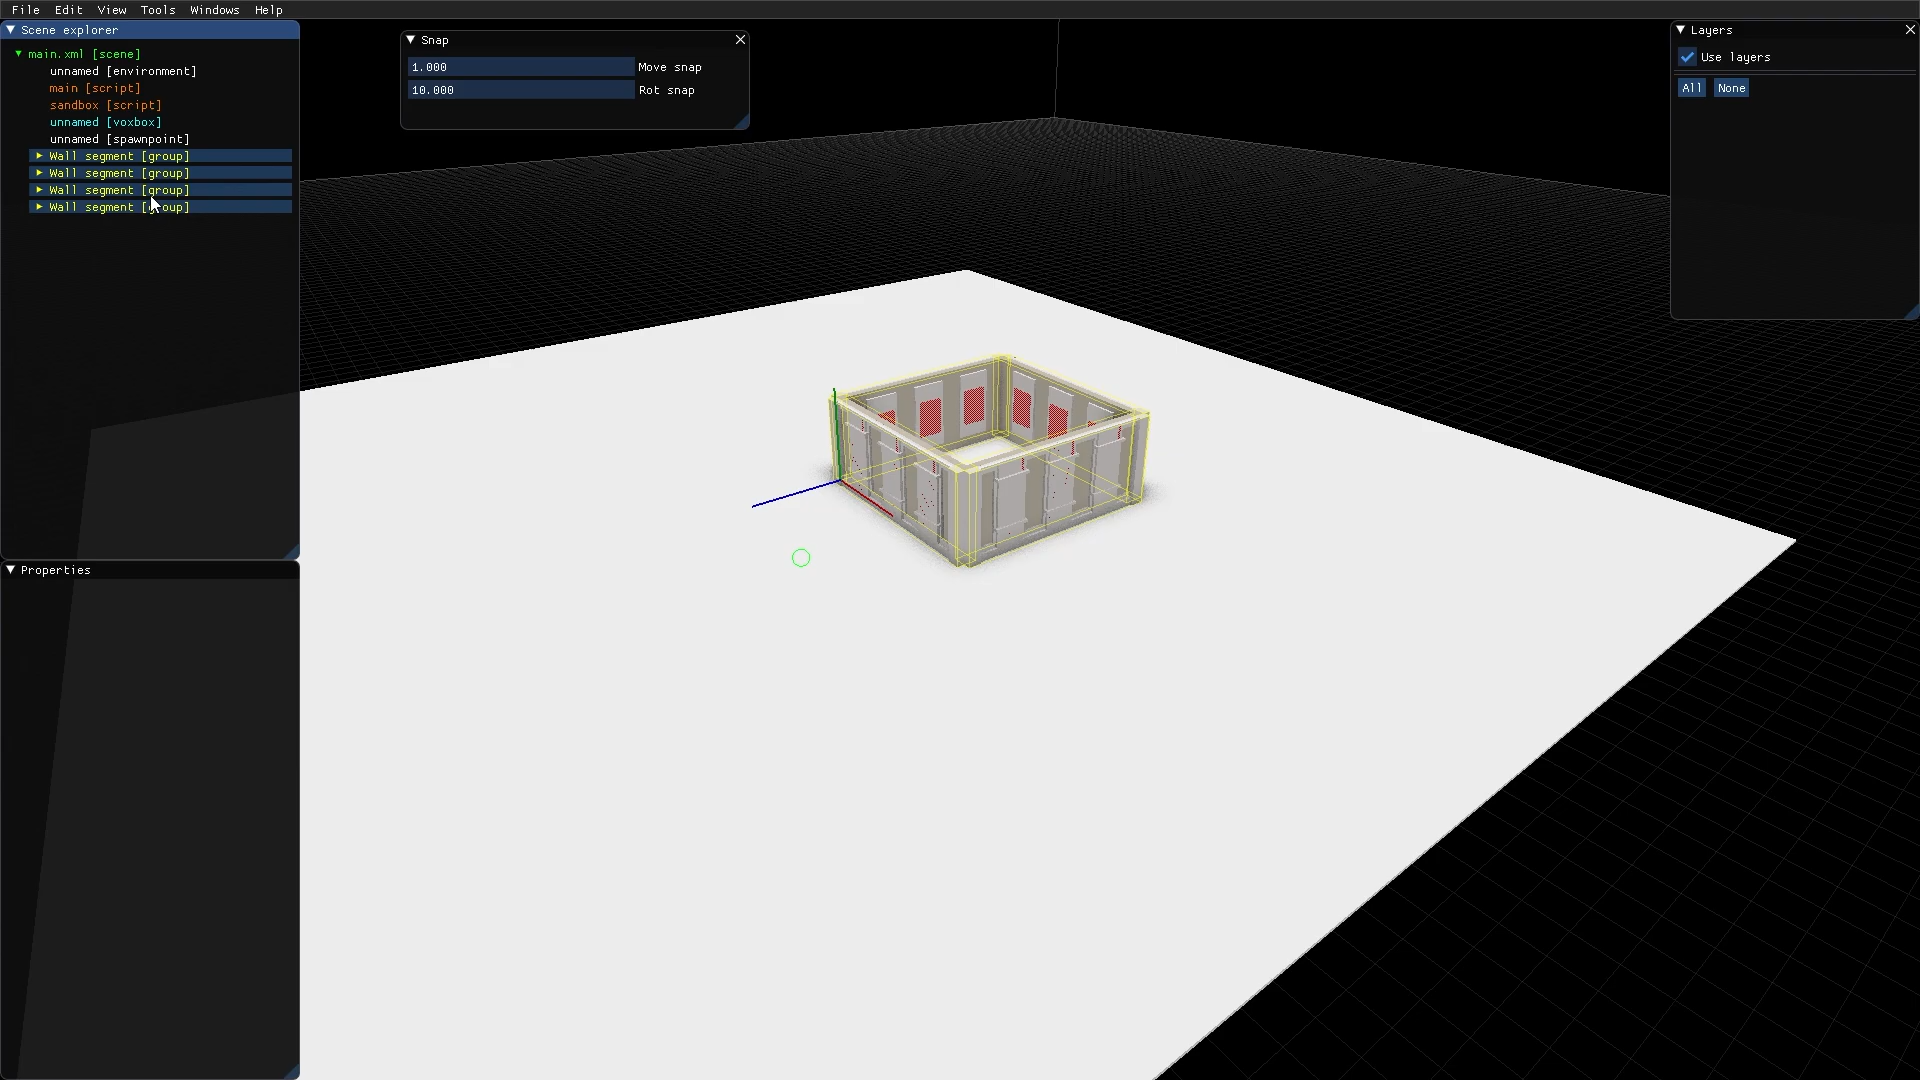 File Edit View Tools Windows Help
Scene explorer
main.xml [scene]
unnamed [environment]
main [script]
sandbox [script]
unnamed [voxbox]
unnamed [spawnpoint]
Wall segment [group]
Wall segment [group]
Wall segment [group]
Wall segment [group]
Properties
Snap
1.000 Move snap
10.000 Rot snap
Layers
Use layers
All None